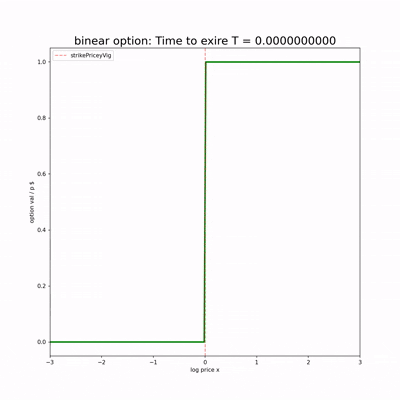 binear option: Time to exire T = 0.0000000000
strikePriceyVig
1.0
0.8
0.6
0.4
0.2
0.0
option val / p $
−3 −2 −1 0 1 2 3
log price x